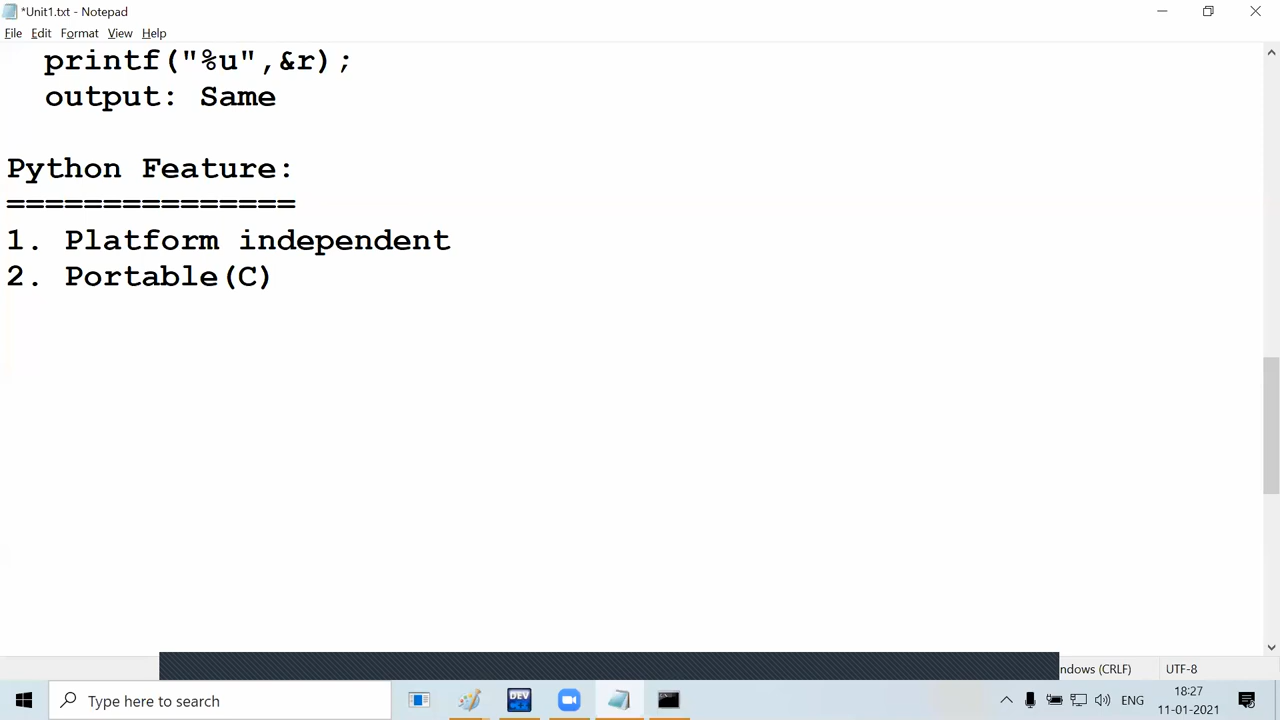 *Unit1.txt - Notepad
File Edit Format View Help
printf("%u",&r);
output: Same
Python Feature:
===============
1. Platform independent
2. Portable(C)
ndows (CRLF) UTF-8
Type here to search
DEV
ENG
18:27
11-01-2021